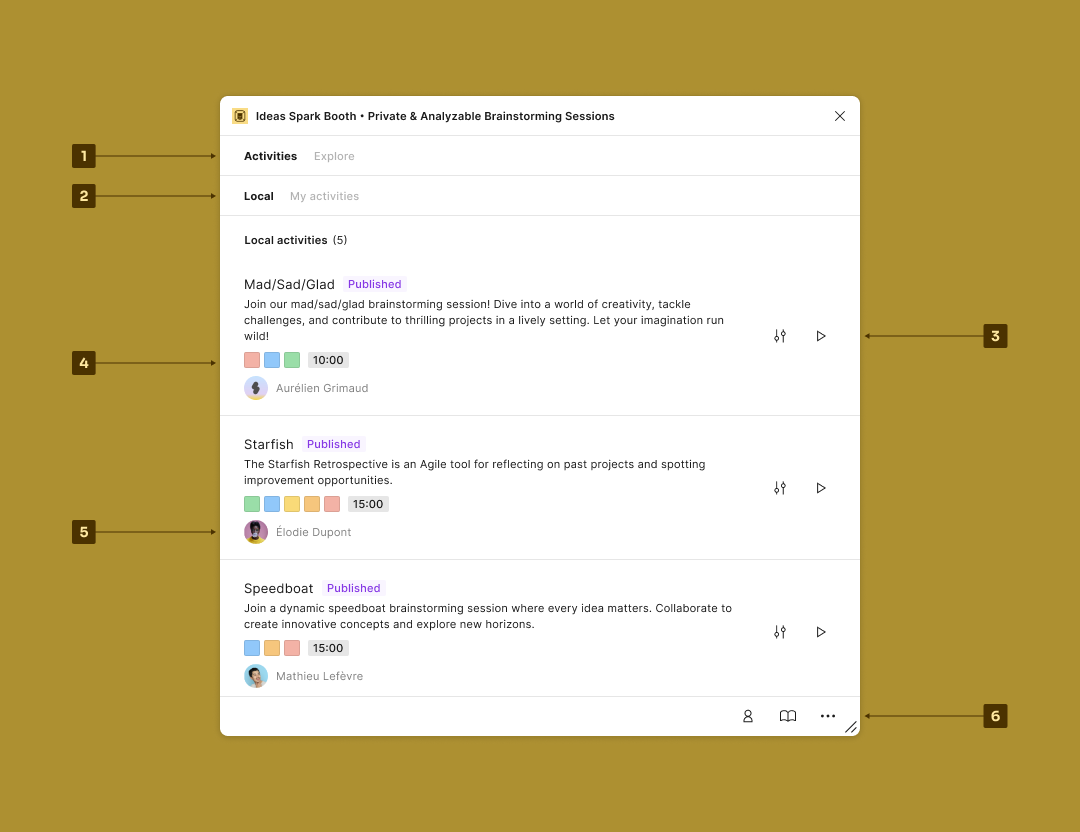 Ideas Spark Booth • Private & Analyzable Brainstorming Sessions
1
Activities Explore
2
Local My activities
Local activities (5)
Mad/Sad/Glad Published
Join our mad/sad/glad brainstorming session! Dive into a world of creativity, tackle
challenges, and contribute to thrilling projects in a lively setting. Let your imagination run
wild!
3
4
10:00
Aurélien Grimaud
Starfish Published
The Starfish Retrospective is an Agile tool for reflecting on past projects and spotting
improvement opportunities.
15:00
5
Élodie Dupont
Speedboat Published
Join a dynamic speedboat brainstorming session where every idea matters. Collaborate to
create innovative concepts and explore new horizons.
15:00
Mathieu Lefèvre
6